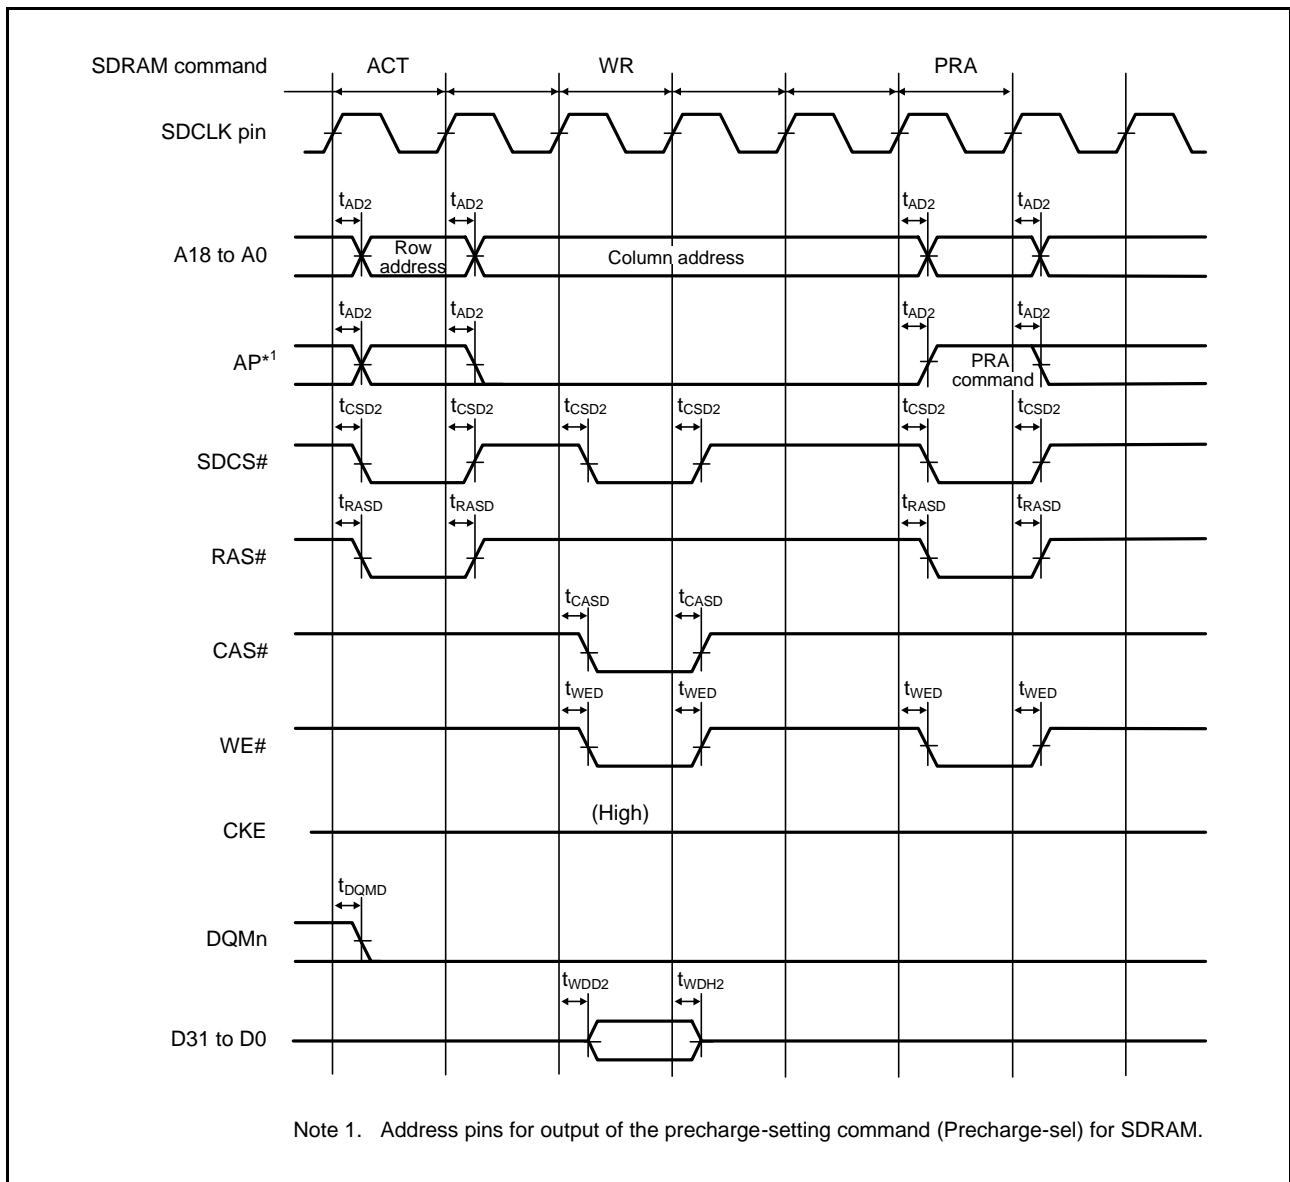 SDRAM command ACT WR PRA
SDCLK pin
tAD2 tAD2 tAD2 tAD2
A18 to A0 Row address Column address
tAD2 tAD2 tAD2 tAD2
AP*1 PRA command
tCSD2 tCSD2 tCSD2 tCSD2 tCSD2 tCSD2
SDCS#
tRASD tRASD tRASD tRASD
RAS#
tCASD tCASD
CAS#
tWED tWED tWED tWED
WE#
(High)
CKE
tDQMD
DQMn
tWDD2 tWDH2
D31 to D0
Note 1. Address pins for output of the precharge-setting command (Precharge-sel) for SDRAM.